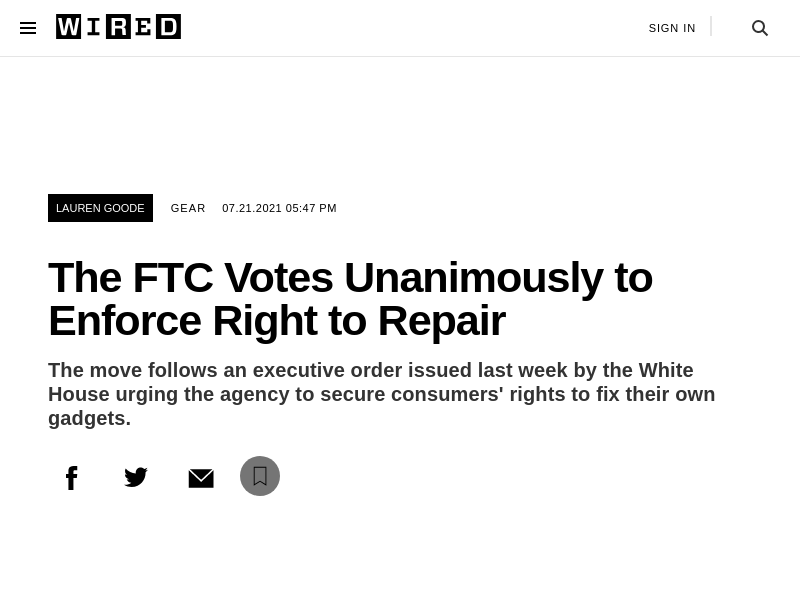 WIRED
SIGN IN
LAUREN GOODE GEAR 07.21.2021 05:47 PM
The FTC Votes Unanimously to
Enforce Right to Repair
The move follows an executive order issued last week by the White
House urging the agency to secure consumers' rights to fix their own
gadgets.